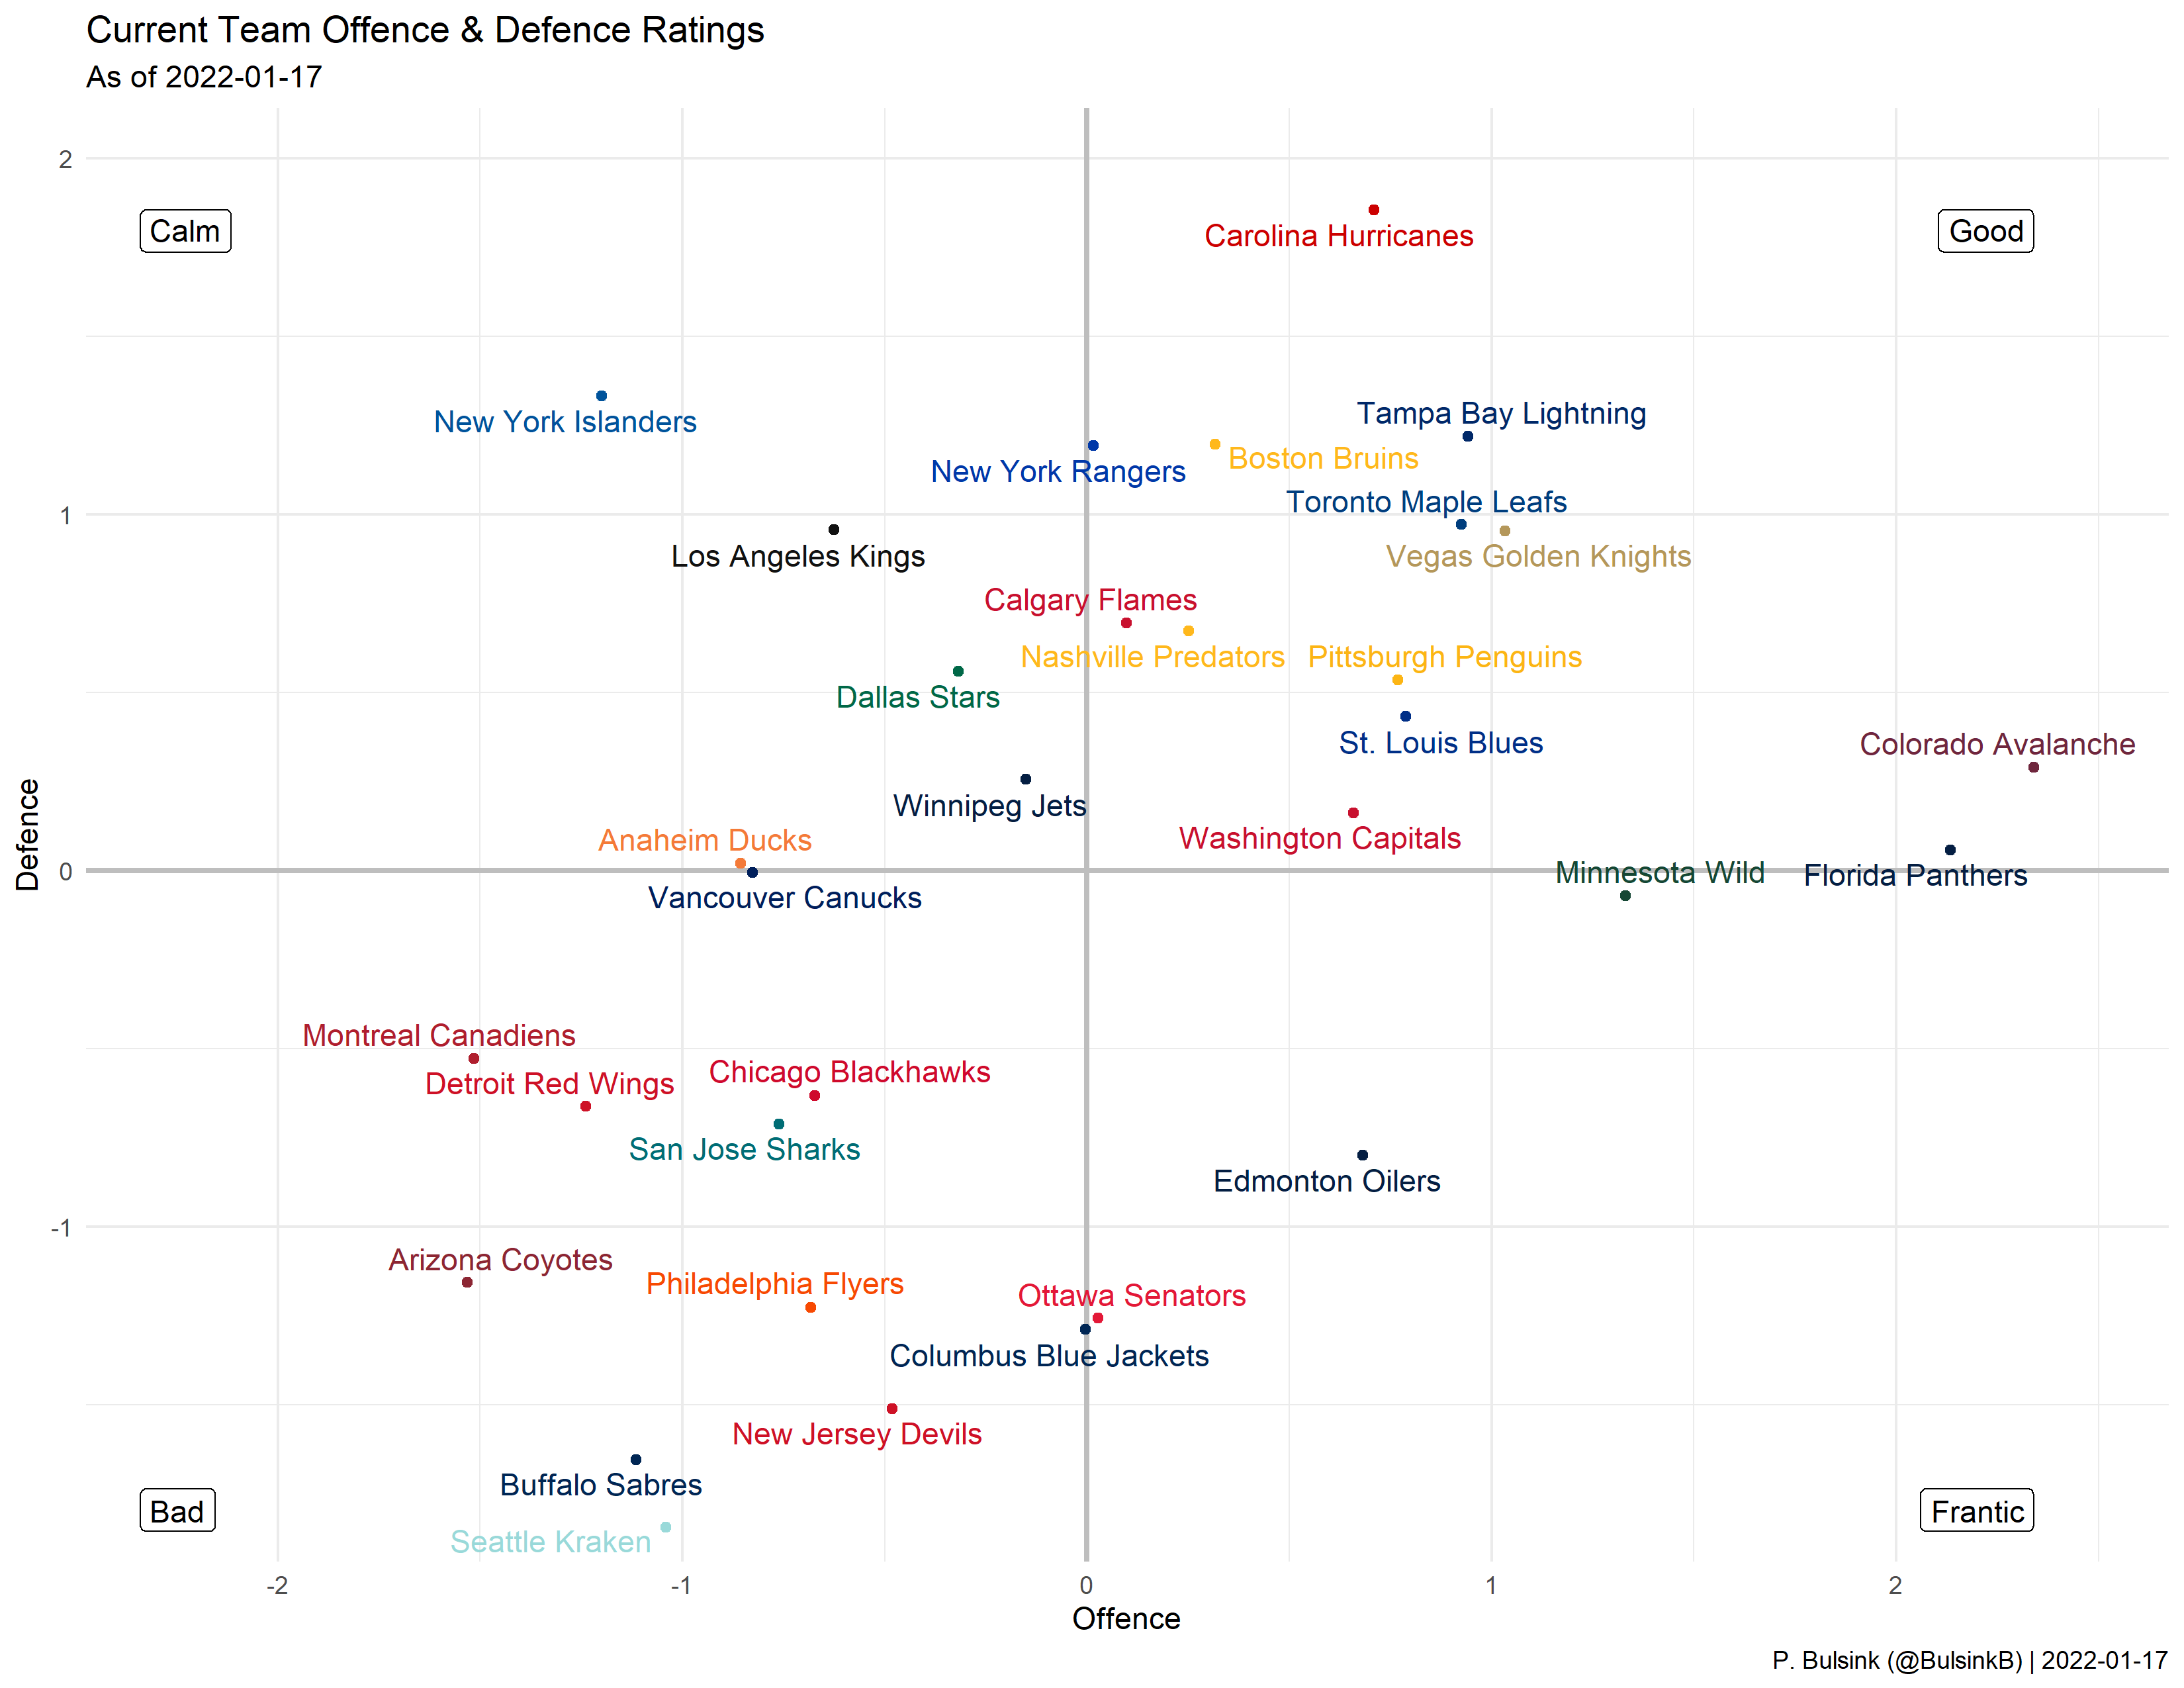 Current Team Offence & Defence Ratings
As of 2022-01-17
2
Calm
Good
Carolina Hurricanes
New York Islanders
Tampa Bay Lightning
New York Rangers
Boston Bruins
Toronto Maple Leafs
1
Los Angeles Kings
Vegas Golden Knights
Calgary Flames
Nashville Predators
Pittsburgh Penguins
Dallas Stars
St. Louis Blues
Colorado Avalanche
Winnipeg Jets
Washington Capitals
Anaheim Ducks
Defence
0
Minnesota Wild
Florida Panthers
Vancouver Canucks
Montreal Canadiens
Detroit Red Wings
Chicago Blackhawks
San Jose Sharks
Edmonton Oilers
-1
Arizona Coyotes
Philadelphia Flyers
Ottawa Senators
Columbus Blue Jackets
New Jersey Devils
Buffalo Sabres
Bad
Frantic
Seattle Kraken
-2
-1
0
1
2
Offence
P. Bulsink (@BulsinkB) | 2022-01-17